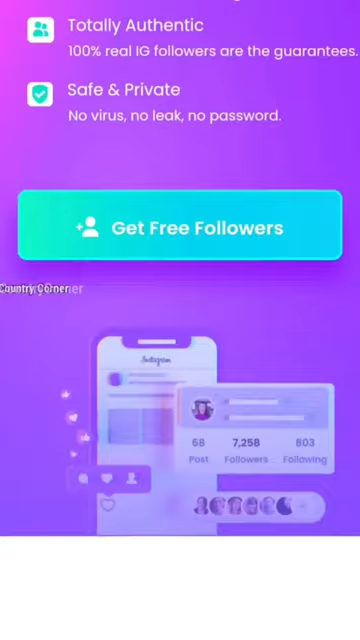 Totally Authentic
100% real IG followers are the guarantees.
Safe & Private
No virus, no leak, no password.
Get Free Followers
Country Corner
Instagram
68 7,258 803
Post Followers Following